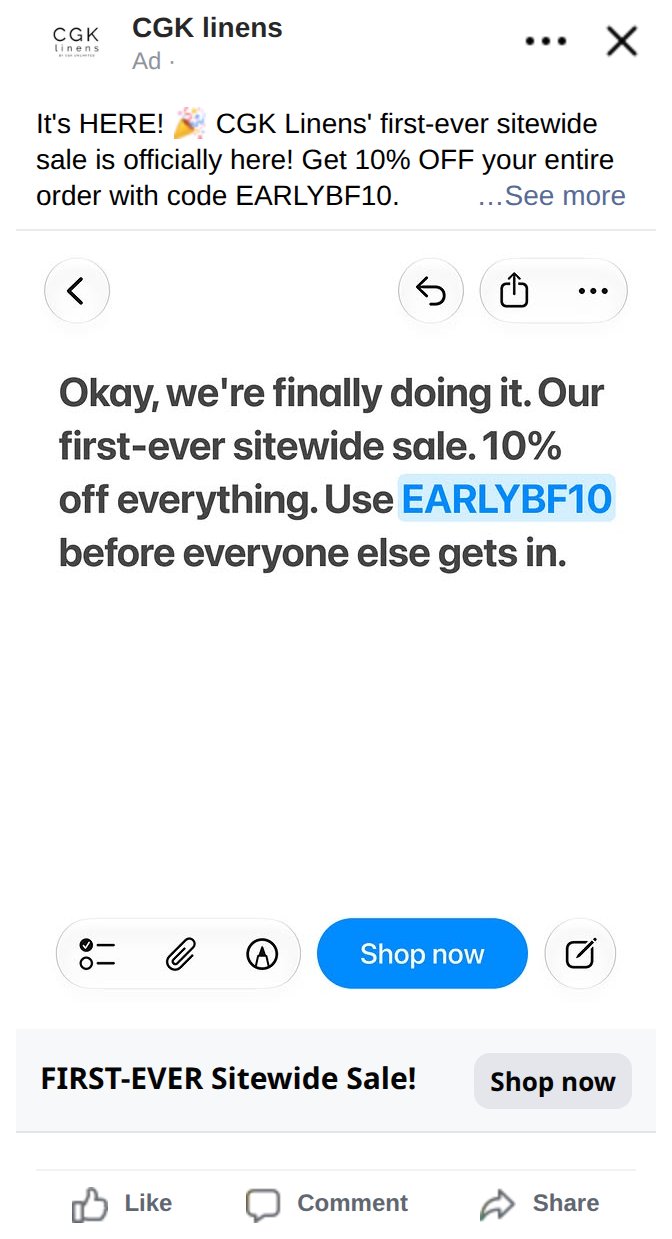 CGK
linens
CGK linens
Ad ·
It's HERE! 🎉 CGK Linens' first-ever sitewide
sale is officially here! Get 10% OFF your entire
order with code EARLYBF10. ...See more
Okay, we're finally doing it. Our
first-ever sitewide sale. 10%
off everything. Use EARLYBF10
before everyone else gets in.
Shop now
FIRST-EVER Sitewide Sale! Shop now
Like Comment Share